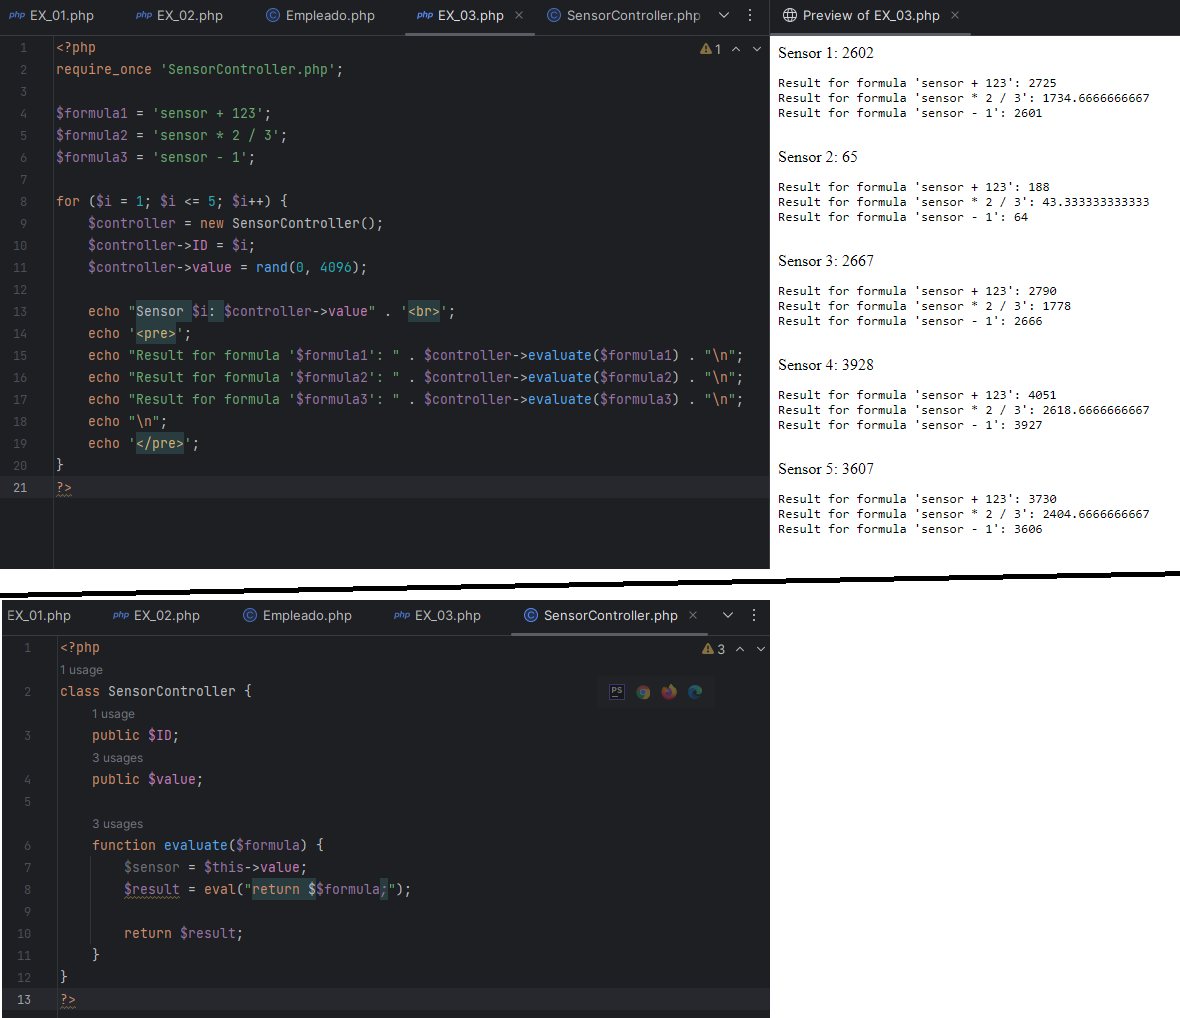 php EX_01.php php EX_02.php C Empleado.php php EX_03.php × C SensorController.php
Preview of EX_03.php ×
1 <?php
2 require_once 'SensorController.php';
3
4 $formula1 = 'sensor + 123';
5 $formula2 = 'sensor * 2 / 3';
6 $formula3 = 'sensor - 1';
7
8 for ($i = 1; $i <= 5; $i++) {
9 $controller = new SensorController();
10 $controller->ID = $i;
11 $controller->value = rand(0, 4096);
12
13 echo "Sensor $i: $controller->value" . '<br>';
14 echo '<pre>';
15 echo "Result for formula '$formula1': " . $controller->evaluate($formula1) . "\n";
16 echo "Result for formula '$formula2': " . $controller->evaluate($formula2) . "\n";
17 echo "Result for formula '$formula3': " . $controller->evaluate($formula3) . "\n";
18 echo "\n";
19 echo '</pre>';
20 }
21 ?>
1
Sensor 1: 2602
Result for formula 'sensor + 123': 2725
Result for formula 'sensor * 2 / 3': 1734.6666666667
Result for formula 'sensor - 1': 2601
Sensor 2: 65
Result for formula 'sensor + 123': 188
Result for formula 'sensor * 2 / 3': 43.333333333333
Result for formula 'sensor - 1': 64
Sensor 3: 2667
Result for formula 'sensor + 123': 2790
Result for formula 'sensor * 2 / 3': 1778
Result for formula 'sensor - 1': 2666
Sensor 4: 3928
Result for formula 'sensor + 123': 4051
Result for formula 'sensor * 2 / 3': 2618.6666666667
Result for formula 'sensor - 1': 3927
Sensor 5: 3607
Result for formula 'sensor + 123': 3730
Result for formula 'sensor * 2 / 3': 2404.6666666667
Result for formula 'sensor - 1': 3606
EX_01.php php EX_02.php C Empleado.php php EX_03.php C SensorController.php ×
1 <?php
3
1 usage
2 class SensorController {
PS
1 usage
3 public $ID;
3 usages
4 public $value;
5
3 usages
6 function evaluate($formula) {
7 $sensor = $this->value;
8 $result = eval("return $$formula;");
9
10 return $result;
11 }
12 }
13 ?>